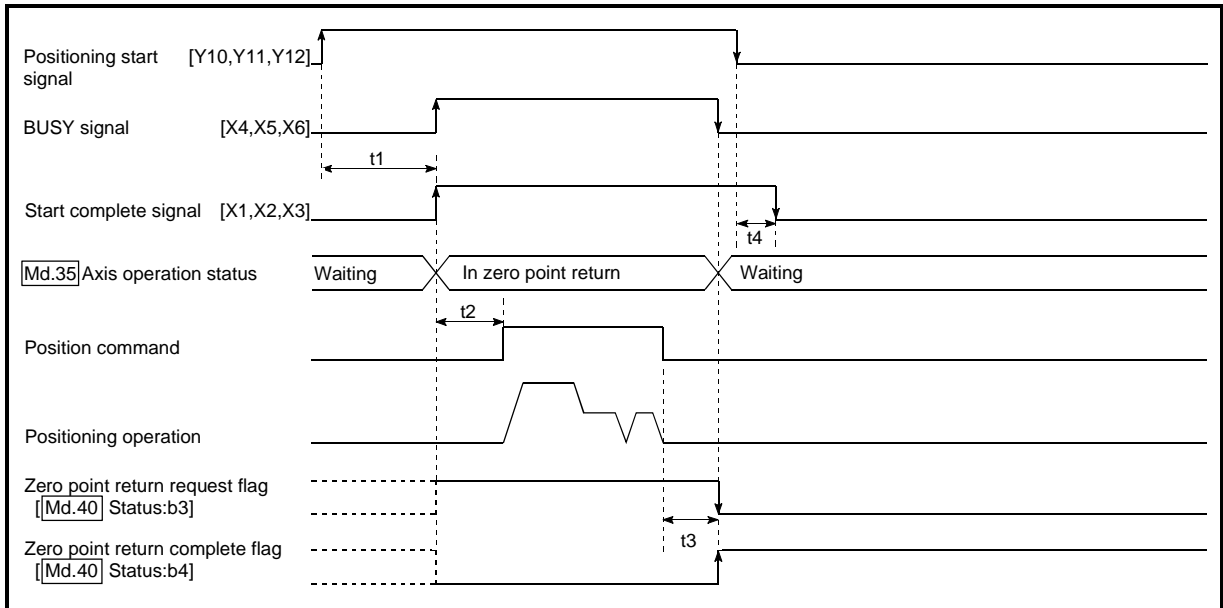 Positioning start [Y10,Y11,Y12]
signal
BUSY signal [X4,X5,X6]
t1
Start complete signal [X1,X2,X3]
t4
Md.35 Axis operation status Waiting In zero point return Waiting
t2
Position command
Positioning operation
Zero point return request flag
[Md.40 Status:b3]
t3
Zero point return complete flag
[Md.40 Status:b4]